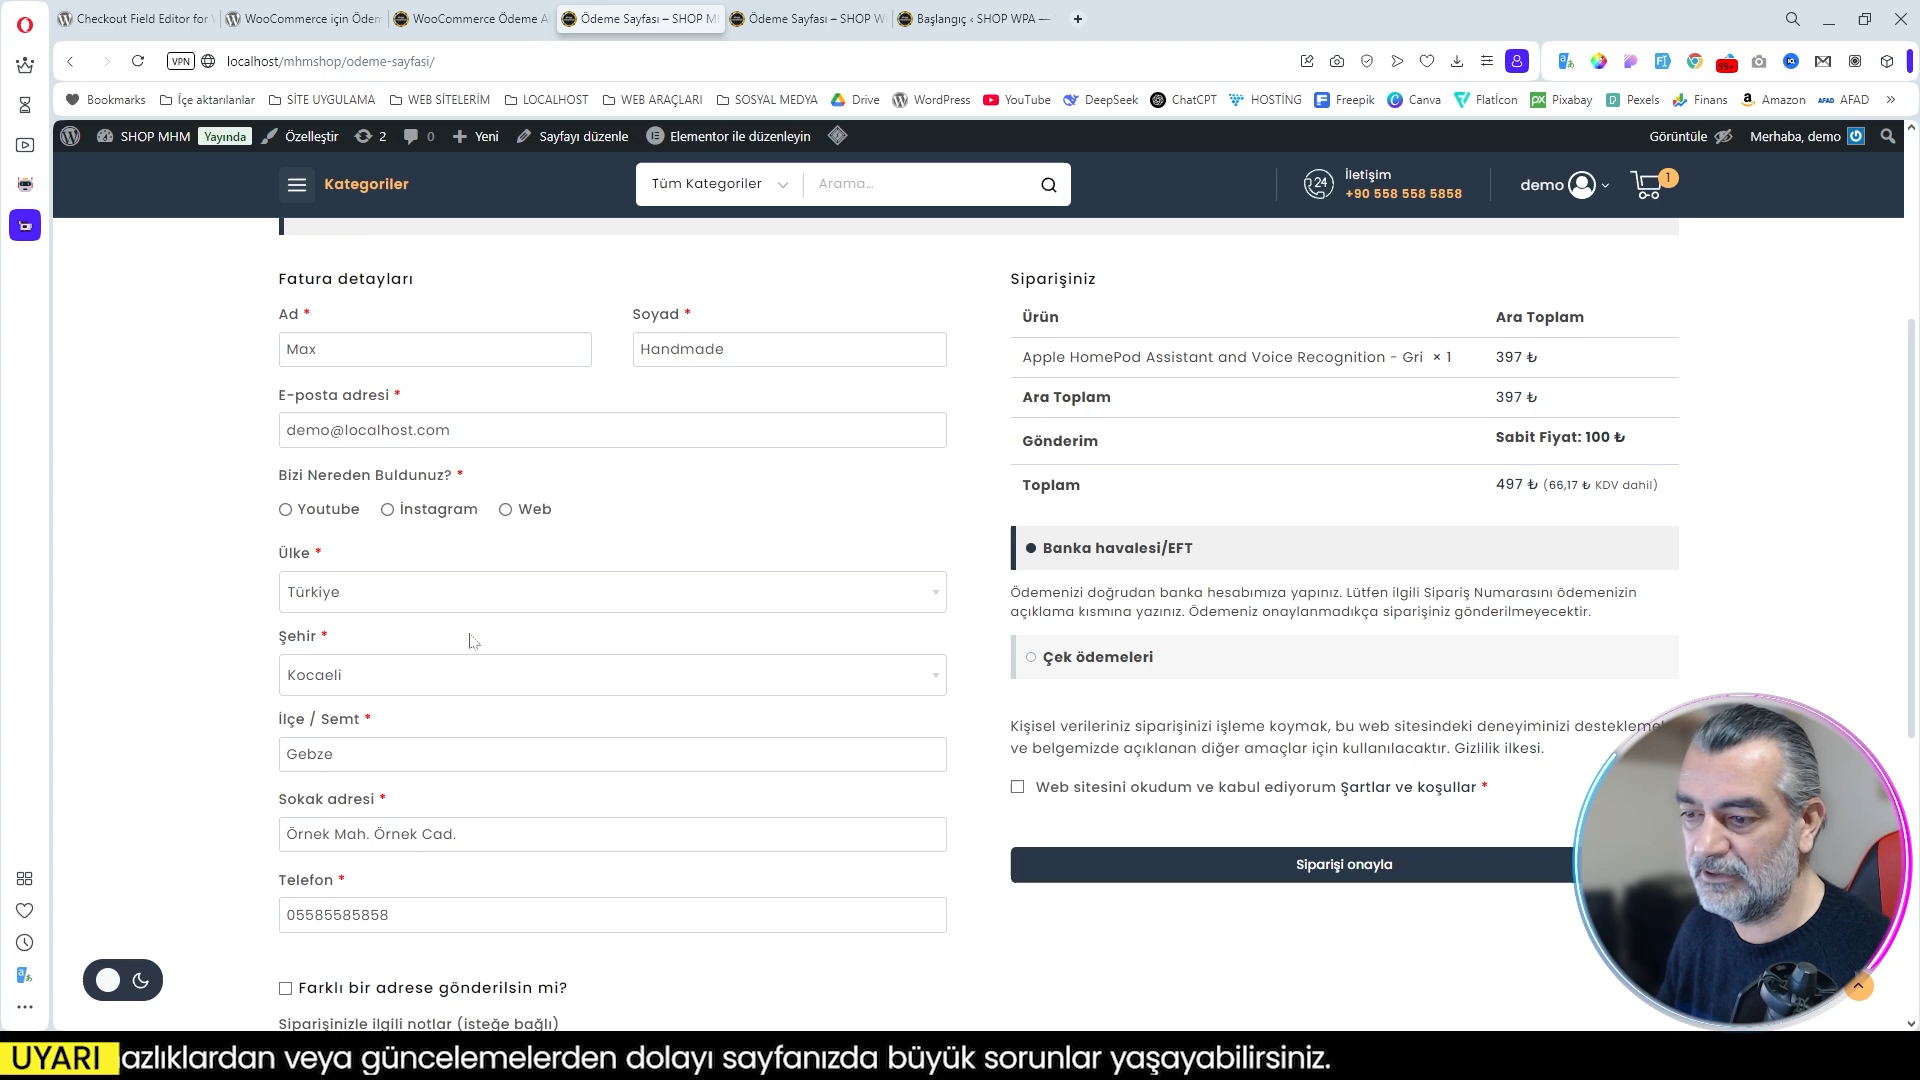 Checkout Field Editor for
WooCommerce için Ödem
WooCommerce Ödeme A
Ödeme Sayfası – SHOP M
Ödeme Sayfası – SHOP W
Başlangıç ‹ SHOP WPA —
VPN
localhost/mhmshop/odeme-sayfasi/
99+
Bookmarks
İçe aktarılanlar
SİTE UYGULAMA
WEB SİTELERİM
LOCALHOST
WEB ARAÇLARI
SOSYAL MEDYA
Drive
WordPress
YouTube
DeepSeek
ChatCPT
HOSTİNG
Freepik
Canva
Flatİcon
Pixabay
Pexels
Finans
Amazon
AFAD
SHOP MHM
Yayında
Özelleştir
2
0
Yeni
Sayfayı düzenle
Elementor ile düzenleyin
Görüntüle
Merhaba, demo
Kategoriler
Tüm Kategoriler
Arama...
24
İletişim
+90 558 558 5858
demo
1
Fatura detayları
Ad *
Max
Soyad *
Handmade
E-posta adresi *
demo@localhost.com
Bizi Nereden Buldunuz? *
Youtube
İnstagram
Web
Ülke *
Türkiye
Şehir *
Kocaeli
İlçe / Semt *
Gebze
Sokak adresi *
Örnek Mah. Örnek Cad.
Telefon *
05585585858
Farklı bir adrese gönderilsin mi?
Siparişinizle ilgili notlar (isteğe bağlı)
Siparişiniz
Ürün
Ara Toplam
Apple HomePod Assistant and Voice Recognition - Gri × 1
397 ₺
Ara Toplam
397 ₺
Gönderim
Sabit Fiyat: 100 ₺
Toplam
497 ₺ (66,17 ₺ KDV dahil)
Banka havalesi/EFT
Ödemenizi doğrudan banka hesabımıza yapınız. Lütfen ilgili Sipariş Numarasını ödemenizin
açıklama kısmına yazınız. Ödemeniz onaylanmadıkça siparişiniz gönderilmeyecektir.
Çek ödemeleri
Kişisel verileriniz siparişinizi işleme koymak, bu web sitesindeki deneyiminizi destekleme
ve belgemizde açıklanan diğer amaçlar için kullanılacaktır. Gizlilik ilkesi.
Web sitesini okudum ve kabul ediyorum Şartlar ve koşullar *
Siparişi onayla
UYARI
azlıklardan veya güncelemelerden dolayı sayfanızda büyük sorunlar yaşayabilirsiniz.